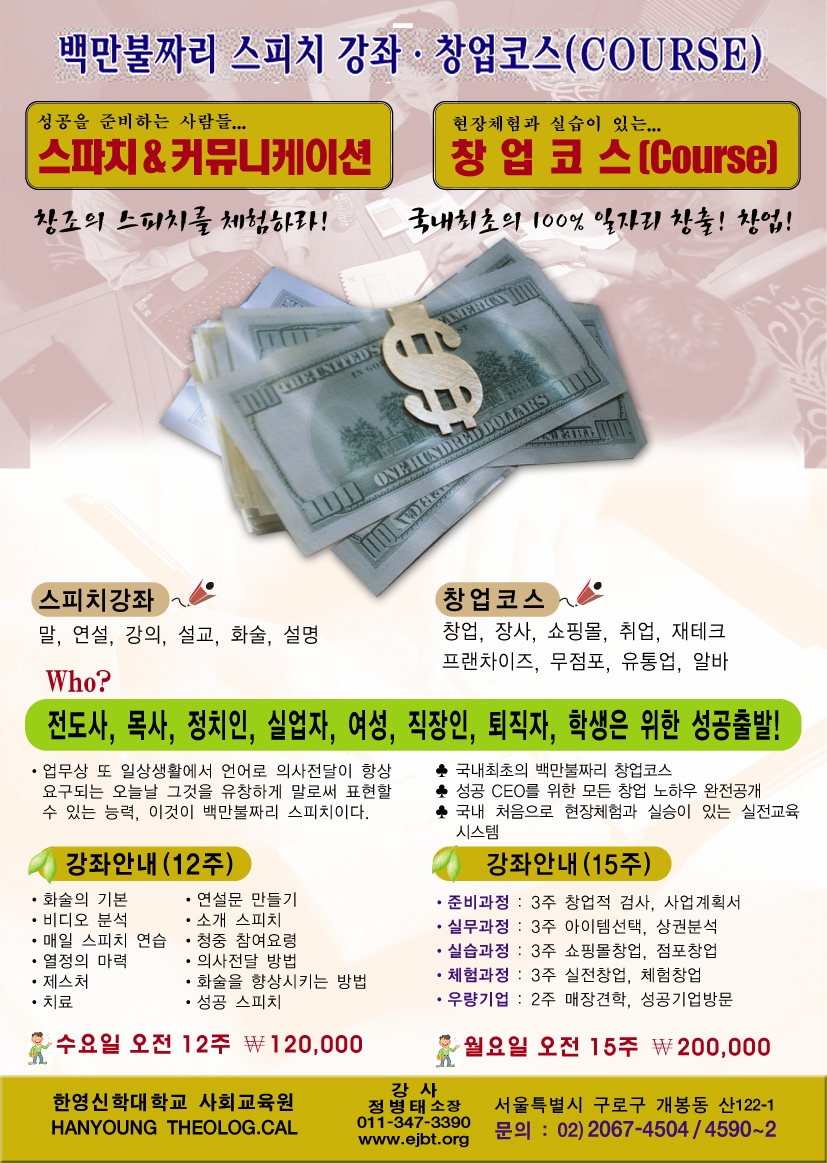 백만불짜리 스피치 강좌 · 창업코스(COURSE)
성공을 준비하는 사람들...
스파치 & 커뮤니케이션
현장체험과 실습이 있는...
창 업 코 스 (Course)
창조의 스피치를 체험하라!
국내최초의 100% 일자리 창출! 창업!
THE UNITED STATES OF AMERICA
ONE HUNDRED DOLLARS
100
스피치강좌
말, 연설, 강의, 설교, 화술, 설명
창업코스
창업, 장사, 쇼핑몰, 취업, 재테크
프랜차이즈, 무점포, 유통업, 알바
Who?
전도사, 목사, 정치인, 실업자, 여성, 직장인, 퇴직자, 학생은 위한 성공출발!
• 업무상 또 일상생활에서 언어로 의사전달이 항상
요구되는 오늘날 그것을 유창하게 말로써 표현할
수 있는 능력, 이것이 백만불짜리 스피치이다.
♣ 국내최초의 백만불짜리 창업코스
♣ 성공 CEO를 위한 모든 창업 노하우 완전공개
♣ 국내 처음으로 현장체험과 실승이 있는 실전교육
시스템
강좌안내 (12주)
• 화술의 기본
• 비디오 분석
• 매일 스피치 연습
• 열정의 마력
• 제스처
• 치료
• 연설문 만들기
• 소개 스피치
• 청중 참여요령
• 의사전달 방법
• 화술을 향상시키는 방법
• 성공 스피치
수요일 오전 12주 ₩120,000
강좌안내 (15주)
• 준비과정 : 3주 창업적 검사, 사업계획서
• 실무과정 : 3주 아이템선택, 상권분석
• 실습과정 : 3주 쇼핑몰창업, 점포창업
• 체험과정 : 3주 실전창업, 체험창업
• 우량기업 : 2주 매장견학, 성공기업방문
월요일 오전 15주 ₩200,000
한영신학대학교 사회교육원
HANYOUNG THEOLOG.CAL
강 사
정병태 소장
011-347-3390
www.ejbt.org
서울특별시 구로구 개봉동 산122-1
문의 : 02) 2067-4504 / 4590~2